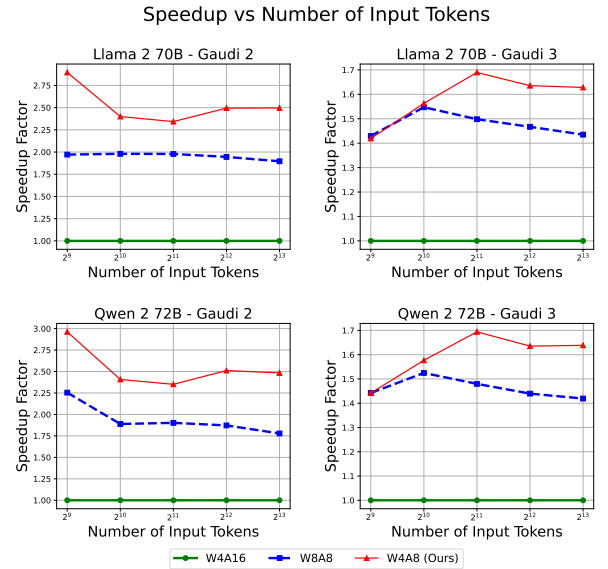 Speedup vs Number of Input Tokens
Llama 2 70B - Gaudi 2
Speedup Factor
2.75
2.50
2.25
2.00
1.75
1.50
1.25
1.00
2^9 2^10 2^11 2^12 2^13
Number of Input Tokens
Llama 2 70B - Gaudi 3
Speedup Factor
1.7
1.6
1.5
1.4
1.3
1.2
1.1
1.0
2^9 2^10 2^11 2^12 2^13
Number of Input Tokens
Qwen 2 72B - Gaudi 2
Speedup Factor
3.00
2.75
2.50
2.25
2.00
1.75
1.50
1.25
1.00
2^9 2^10 2^11 2^12 2^13
Number of Input Tokens
Qwen 2 72B - Gaudi 3
Speedup Factor
1.7
1.6
1.5
1.4
1.3
1.2
1.1
1.0
2^9 2^10 2^11 2^12 2^13
Number of Input Tokens
W4A16 W8A8 W4A8 (Ours)